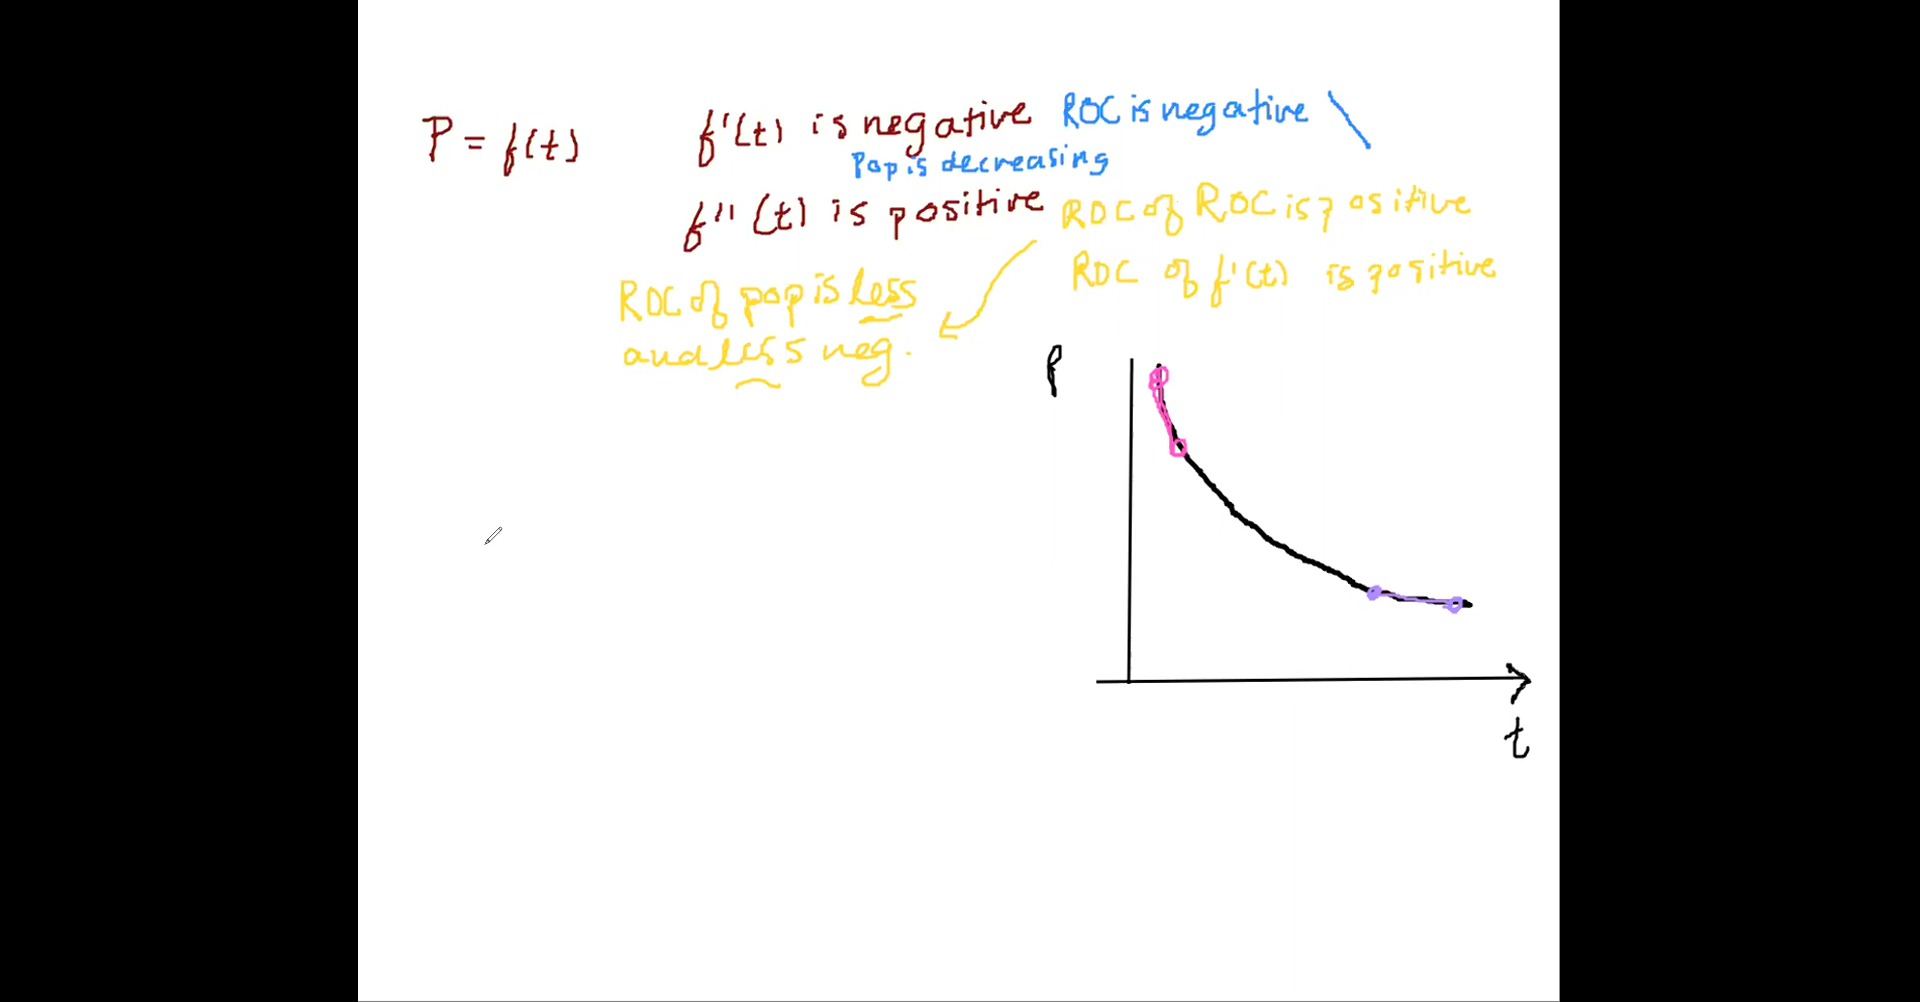 P = f(t)
f'(t) is negative
ROC is negative
Pop is decreasing
f''(t) is positive
ROC of ROC is positive
ROC of f'(t) is positive
ROC of pop is less
and less neg.
P
t